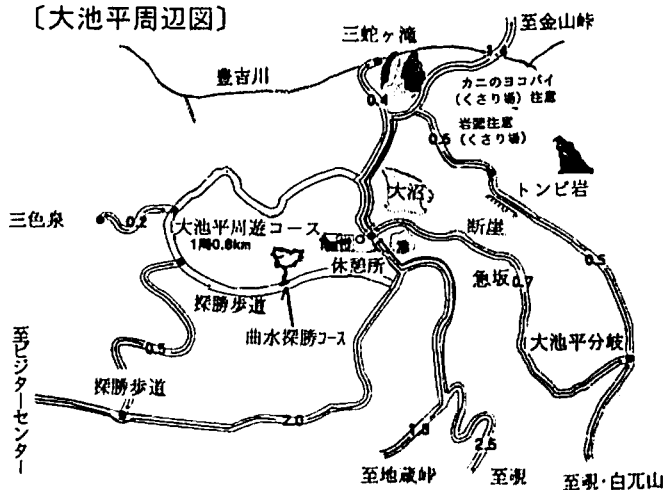 〔大池平周辺図〕
至金山峠
三蛇ヶ滝
1.4
豊吉川
カニのヨコバイ
(くさり場)注意
0.4
岩壁注意
(くさり場)
0.5
大沼
トンビ岩
三色泉
0.2
大池平周遊コース
1周0.8km
断崖
休憩所
急坂
0.7
0.5
探勝歩道
曲水探勝コース
大池平分岐
0.5
至ビジターセンター
探勝歩道
2.0
1.8
2.5
至地蔵峠
至覗
至覗・白兀山